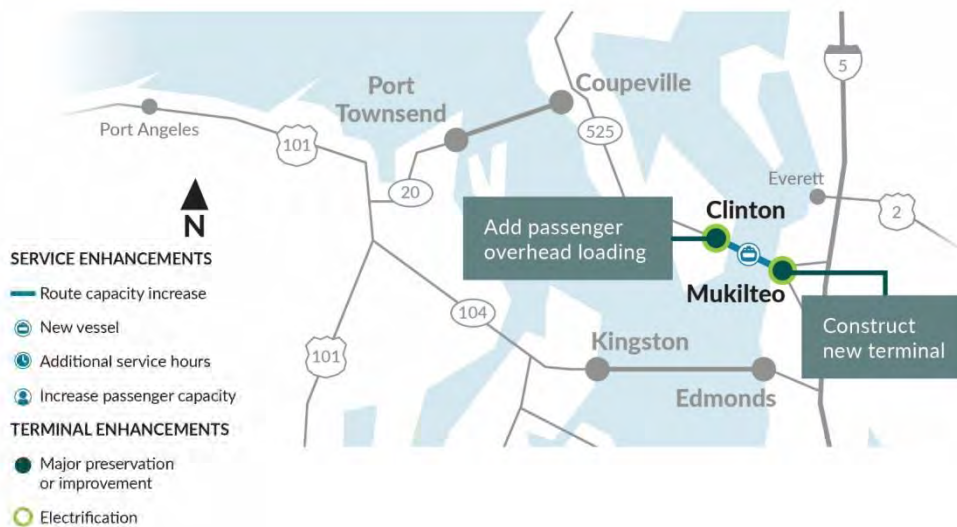 5
Port
Townsend
Coupeville
Port Angeles
101
525
20
Everett
2
N
Clinton
Add passenger
overhead loading
Mukilteo
SERVICE ENHANCEMENTS
Route capacity increase
New vessel
Additional service hours
Increase passenger capacity
104
101
Construct
new terminal
Kingston
Edmonds
TERMINAL ENHANCEMENTS
Major preservation
or improvement
Electrification